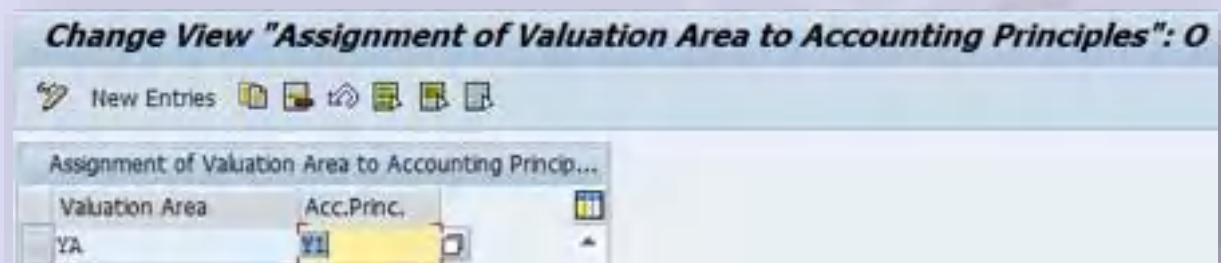 Change View "Assignment of Valuation Area to Accounting Principles": O
New Entries
Assignment of Valuation Area to Accounting Princip...
Valuation Area Acc.Princ.
YA Y1